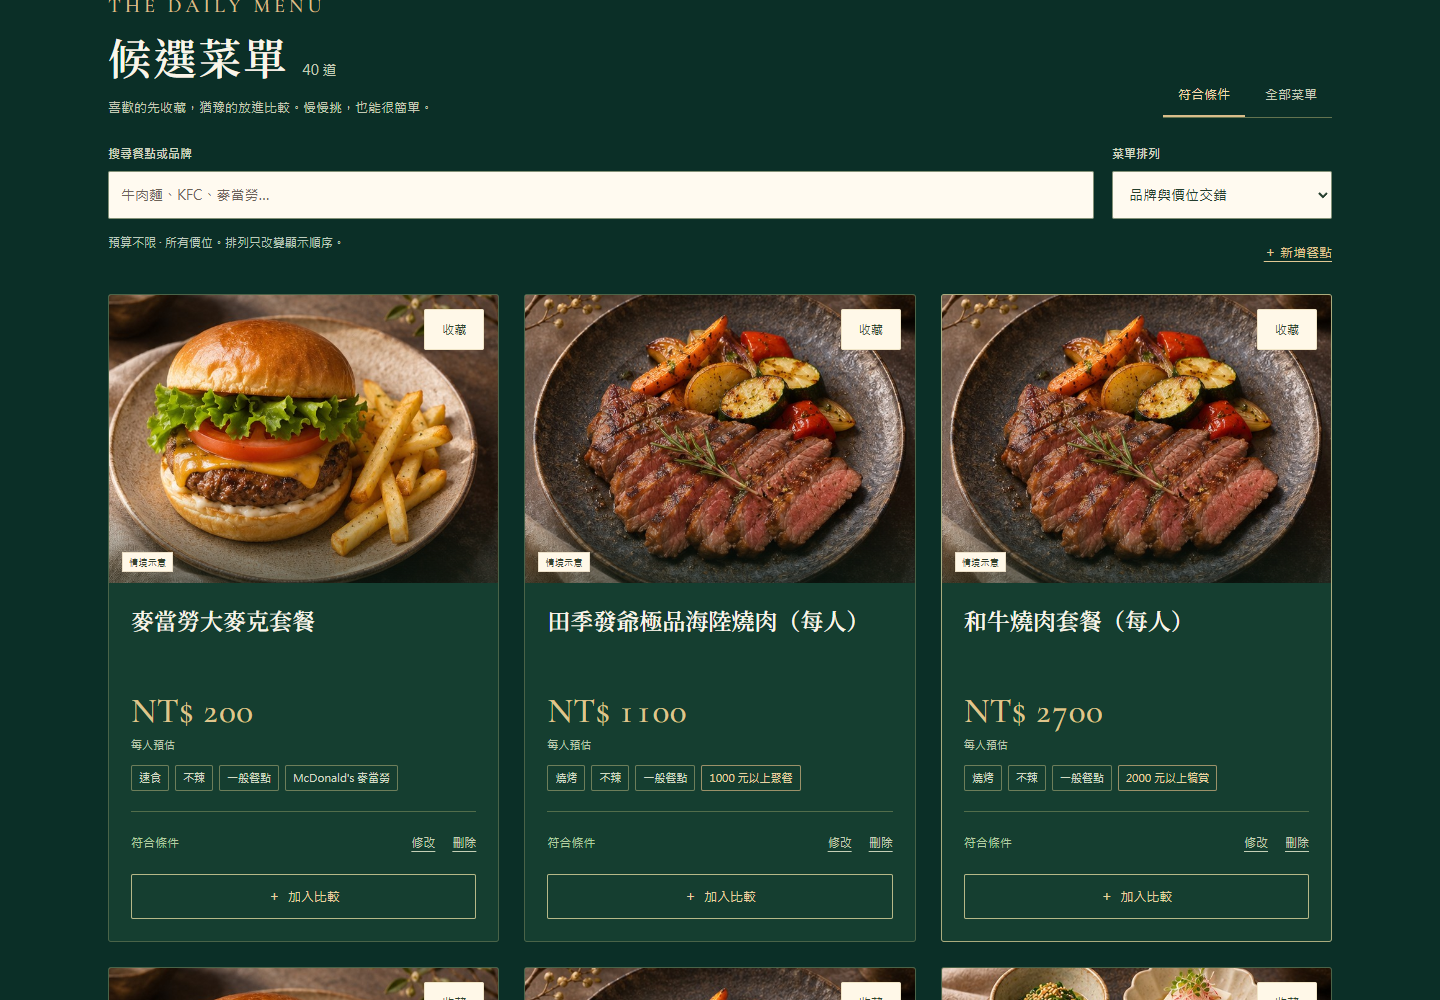 THE DAILY MENU
候選菜單 40 道
喜歡的先收藏，猶豫的放進比較。慢慢挑，也能很簡單。
符合條件 全部菜單
搜尋餐點或品牌
菜單排列
牛肉麵、KFC、麥當勞...
品牌與價位交錯
預算不限 · 所有價位。排列只改變顯示順序。
+ 新增餐點
收藏
情境示意
麥當勞大麥克套餐
NT$ 200
每人預估
速食 不辣 一般餐點 McDonald's 麥當勞
符合條件 修改 刪除
+ 加入比較
收藏
情境示意
田季發爺極品海陸燒肉（每人）
NT$ 1100
每人預估
燒烤 不辣 一般餐點 1000 元以上聚餐
符合條件 修改 刪除
+ 加入比較
收藏
情境示意
和牛燒肉套餐（每人）
NT$ 2700
每人預估
燒烤 不辣 一般餐點 2000 元以上犒賞
符合條件 修改 刪除
+ 加入比較